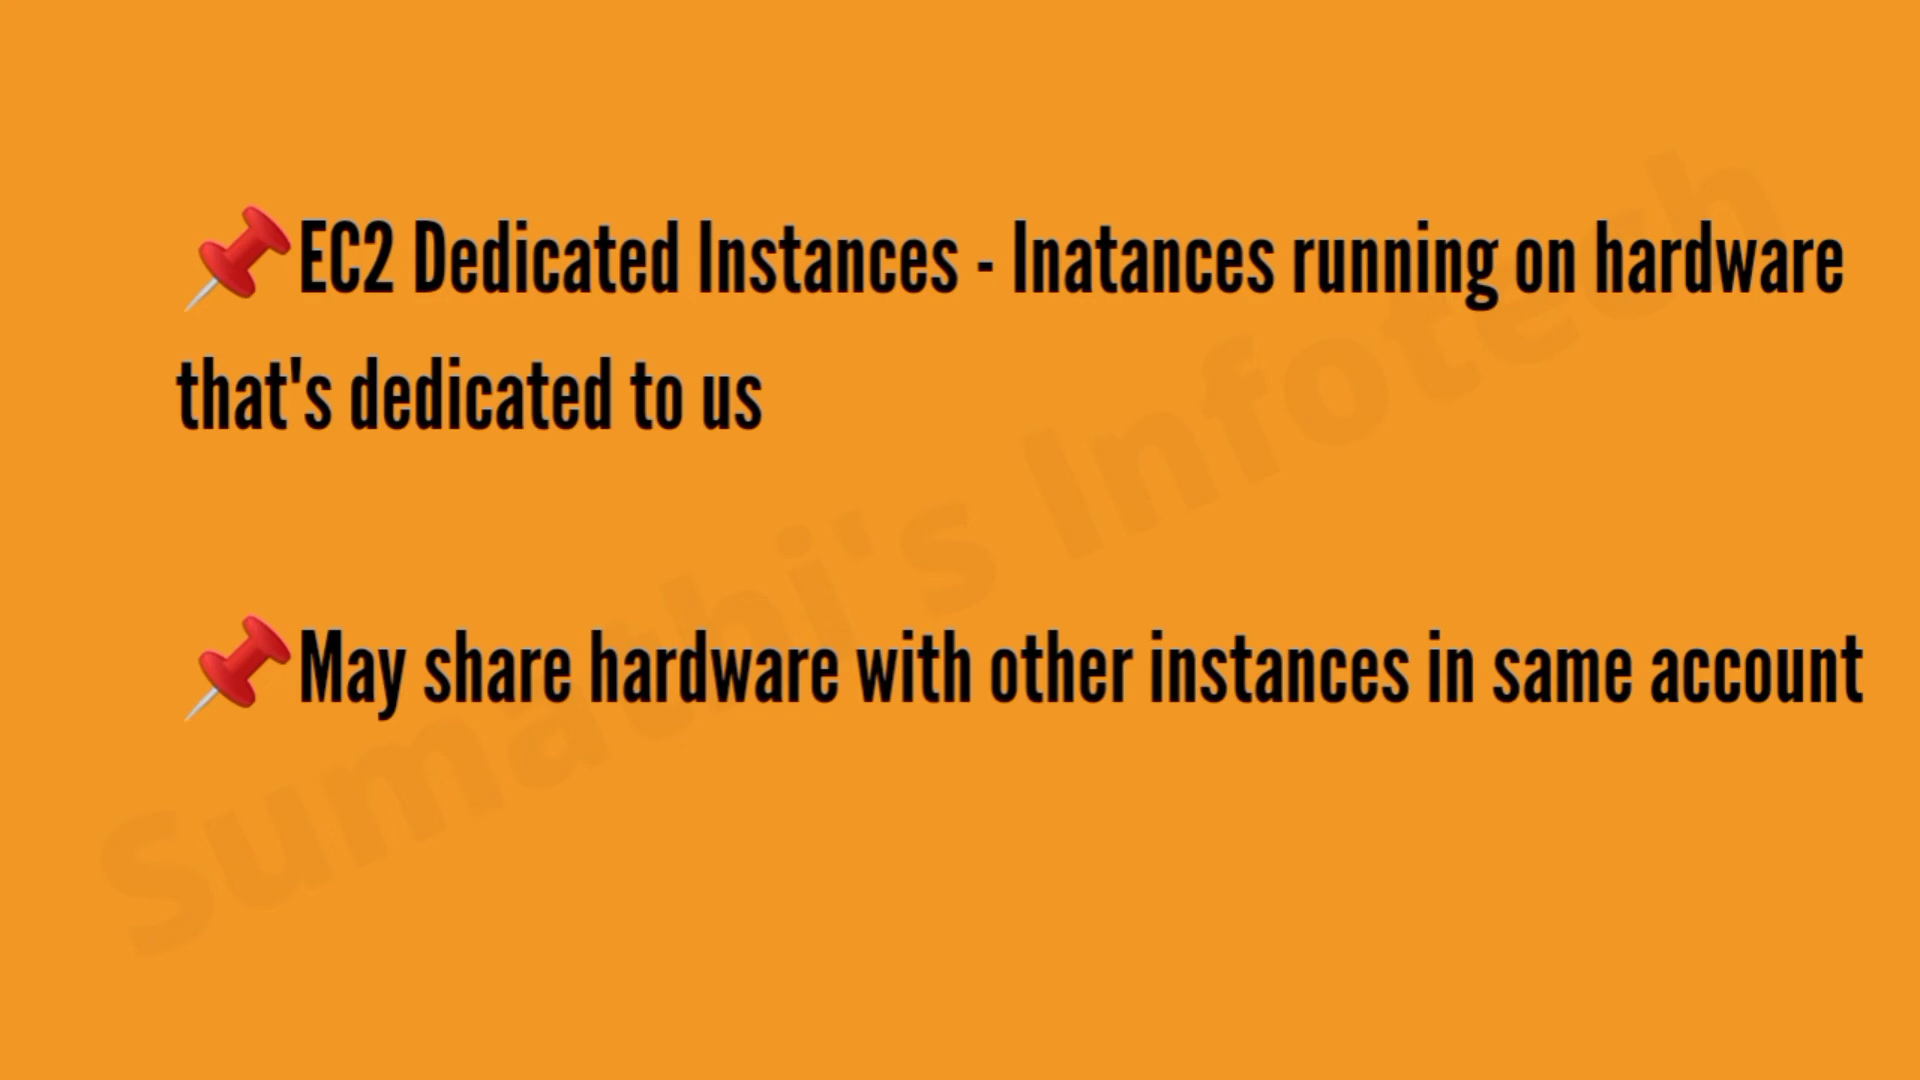 📌EC2 Dedicated Instances - Inatances running on hardware
that's dedicated to us
📌May share hardware with other instances in same account
Sumathi's Infotech